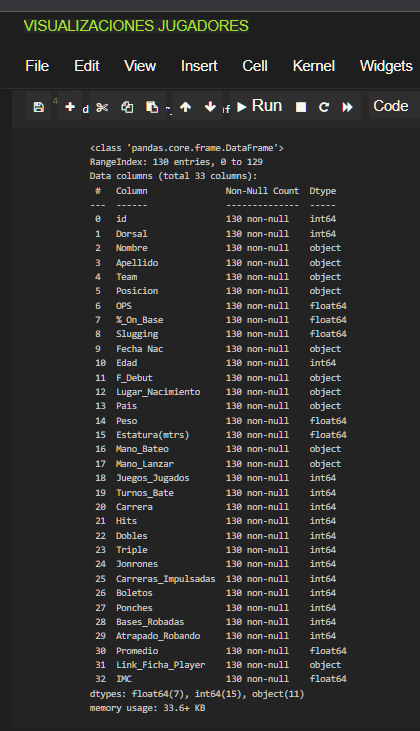 VISUALIZACIONES JUGADORES
File Edit View Insert Cell Kernel Widgets
Run Code
<class 'pandas.core.frame.DataFrame'>
RangeIndex: 130 entries, 0 to 129
Data columns (total 33 columns):
# Column Non-Null Count Dtype
--- ------ -------------- -----
0 id 130 non-null int64
1 Dorsal 130 non-null int64
2 Nombre 130 non-null object
3 Apellido 130 non-null object
4 Team 130 non-null object
5 Posicion 130 non-null object
6 OPS 130 non-null float64
7 %_On_Base 130 non-null float64
8 Slugging 130 non-null float64
9 Fecha Nac 130 non-null object
10 Edad 130 non-null int64
11 F_Debut 130 non-null object
12 Lugar_Nacimiento 130 non-null object
13 Pais 130 non-null object
14 Peso 130 non-null float64
15 Estatura(mtrs) 130 non-null float64
16 Mano_Bateo 130 non-null object
17 Mano_Lanzar 130 non-null object
18 Juegos_Jugados 130 non-null int64
19 Turnos_Bate 130 non-null int64
20 Carrera 130 non-null int64
21 Hits 130 non-null int64
22 Dobles 130 non-null int64
23 Triple 130 non-null int64
24 Jonrones 130 non-null int64
25 Carreras_Impulsadas 130 non-null int64
26 Boletos 130 non-null int64
27 Ponches 130 non-null int64
28 Bases_Robadas 130 non-null int64
29 Atrapado_Robando 130 non-null int64
30 Promedio 130 non-null float64
31 Link_Ficha_Player 130 non-null object
32 IMC 130 non-null float64
dtypes: float64(7), int64(15), object(11)
memory usage: 33.6+ KB